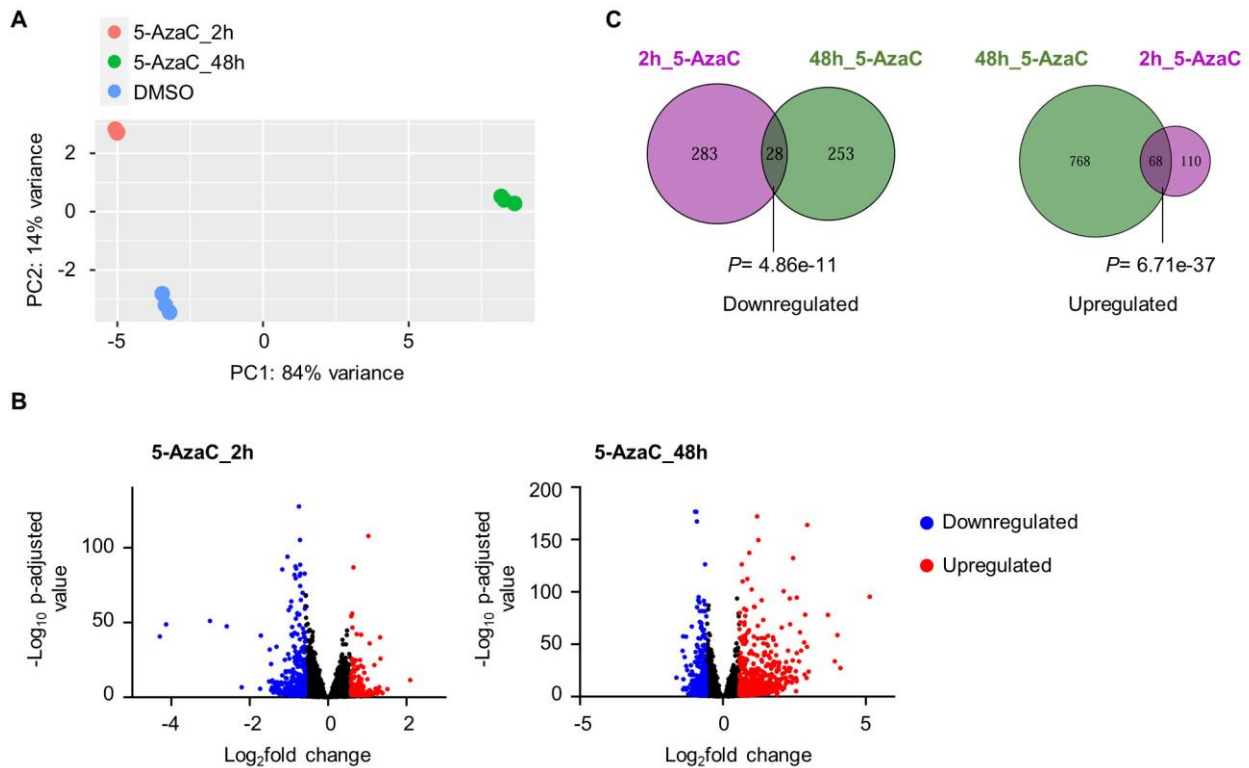 A
5-AzaC_2h
5-AzaC_48h
DMSO
PC2: 14% variance
2
0
-2
-5
0
5
PC1: 84% variance
C
2h_5-AzaC
48h_5-AzaC
283
28
253
P= 4.86e-11
Downregulated
48h_5-AzaC
2h_5-AzaC
768
68
110
P= 6.71e-37
Upregulated
B
5-AzaC_2h
-Log10 p-adjusted
value
100
50
0
-4
-2
0
2
Log2fold change
5-AzaC_48h
-Log10 p-adjusted
value
200
150
100
50
0
-5
0
5
Log2fold change
Downregulated
Upregulated